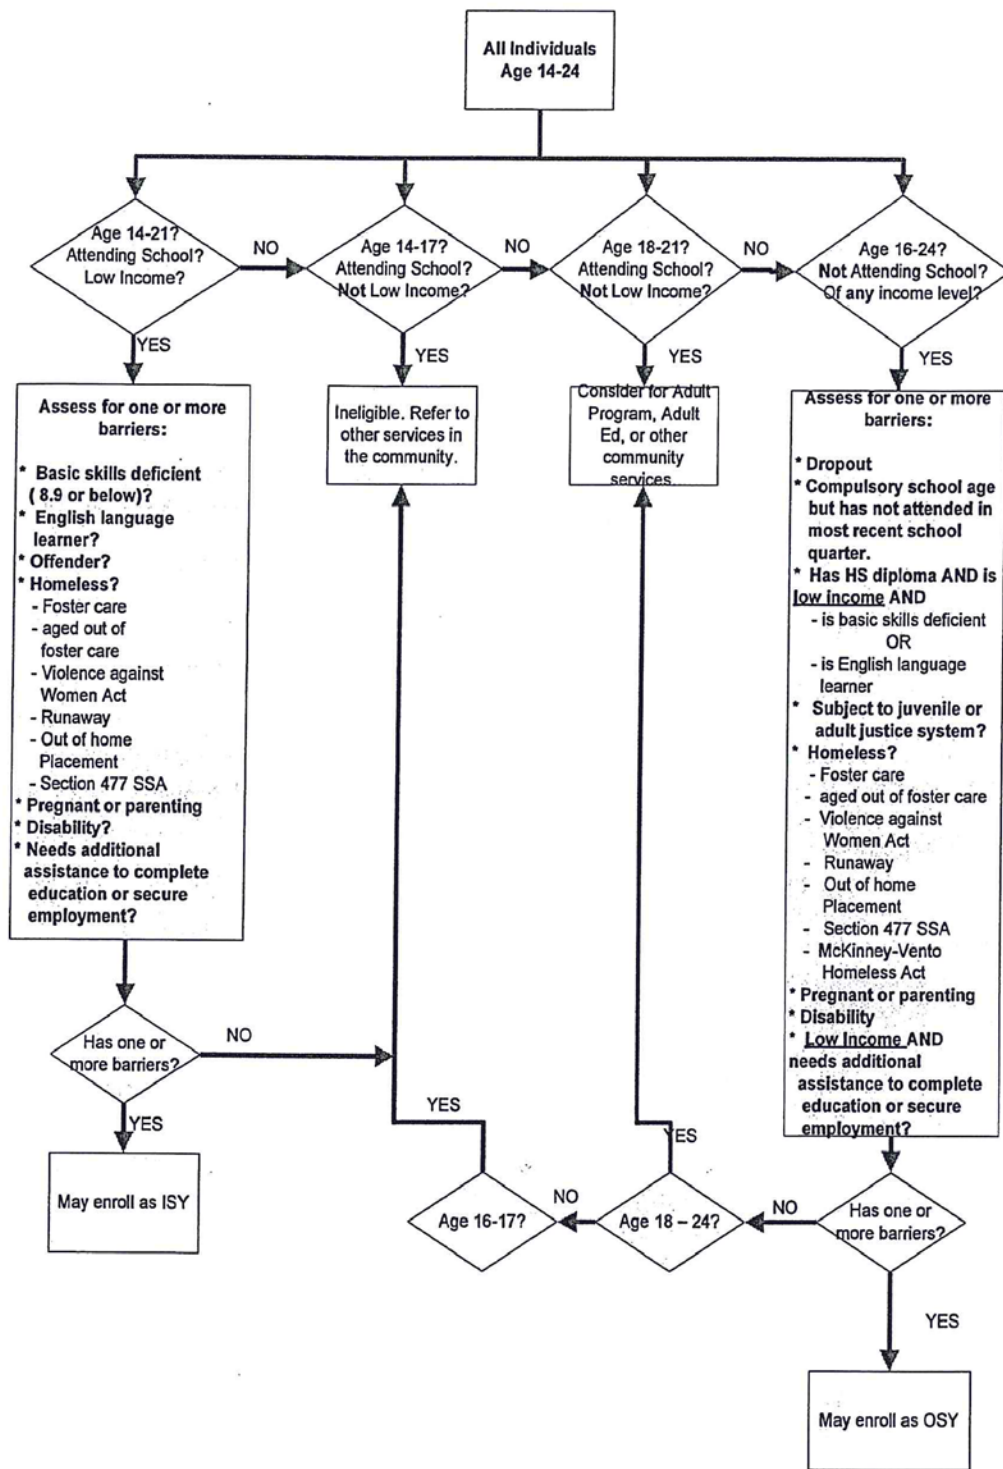 All Individuals
Age 14-24
Age 14-21?
Attending School?
Low Income?
NO
Age 14-17?
Attending School?
Not Low Income?
NO
Age 18-21?
Attending School?
Not Low Income?
NO
Age 16-24?
Not Attending School?
Of any income level?
YES
YES
YES
YES
Assess for one or more
barriers:
* Basic skills deficient
( 8.9 or below)?
* English language
learner?
* Offender?
* Homeless?
- Foster care
- aged out of
foster care
- Violence against
Women Act
- Runaway
- Out of home
Placement
- Section 477 SSA
* Pregnant or parenting
* Disability?
* Needs additional
assistance to complete
education or secure
employment?
Ineligible. Refer to
other services in
the community.
Consider for Adult
Program, Adult
Ed, or other
community
services
Assess for one or more
barriers:
* Dropout
* Compulsory school age
but has not attended in
most recent school
quarter.
* Has HS diploma AND is
low income AND
- is basic skills deficient
OR
- is English language
learner
* Subject to juvenile or
adult justice system?
* Homeless?
- Foster care
- aged out of foster care
- Violence against
Women Act
- Runaway
- Out of home
Placement
- Section 477 SSA
- McKinney-Vento
Homeless Act
* Pregnant or parenting
* Disability
* Low Income AND
needs additional
assistance to complete
education or secure
employment?
Has one or
more barriers?
NO
YES
May enroll as ISY
YES
Age 16-17?
NO
YES
Age 18 – 24?
NO
Has one or
more barriers?
YES
May enroll as OSY